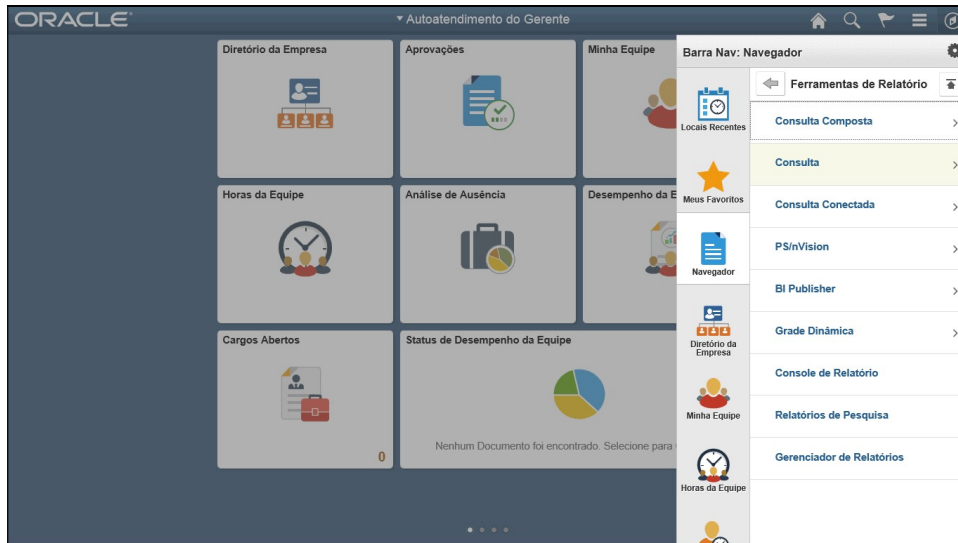 ORACLE
Autoatendimento do Gerente
Diretório da Empresa
Aprovações
Minha Equipe
Horas da Equipe
Análise de Ausência
Desempenho da E
Cargos Abertos
0
Status de Desempenho da Equipe
Nenhum Documento foi encontrado. Selecione para
Barra Nav: Navegador
Locais Recentes
Meus Favoritos
Navegador
Diretório da
Empresa
Minha Equipe
Horas da Equipe
Ferramentas de Relatório
Consulta Composta
Consulta
Consulta Conectada
PS/nVision
BI Publisher
Grade Dinâmica
Console de Relatório
Relatórios de Pesquisa
Gerenciador de Relatórios